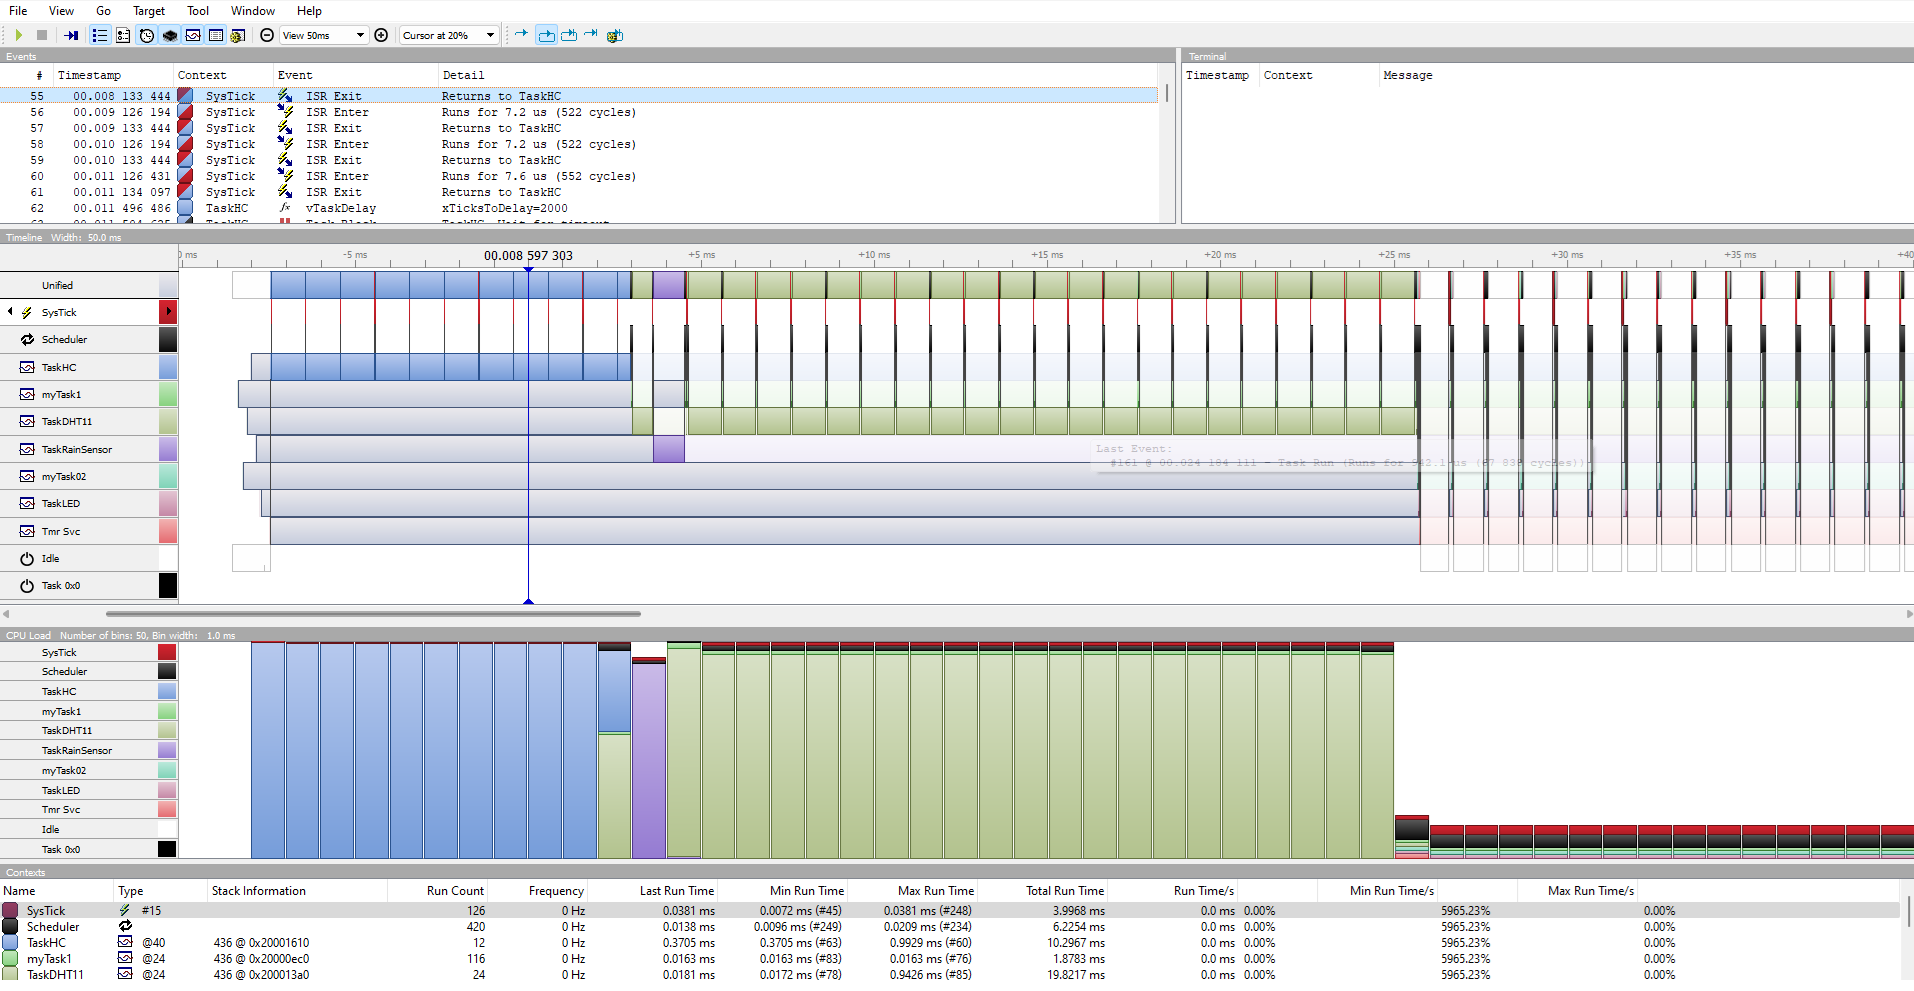 File View Go Target Tool Window Help
View 50ms Cursor at 20%
Events
# Timestamp Context Event Detail
55 00.008 133 444 SysTick ISR Exit Returns to TaskHC
56 00.009 126 194 SysTick ISR Enter Runs for 7.2 us (522 cycles)
57 00.009 133 444 SysTick ISR Exit Returns to TaskHC
58 00.010 126 194 SysTick ISR Enter Runs for 7.2 us (522 cycles)
59 00.010 133 444 SysTick ISR Exit Returns to TaskHC
60 00.011 126 431 SysTick ISR Enter Runs for 7.6 us (552 cycles)
61 00.011 134 097 SysTick ISR Exit Returns to TaskHC
62 00.011 496 486 TaskHC fx vTaskDelay xTicksToDelay=2000
Terminal
Timestamp Context Message
Timeline Width: 50.0 ms
0 ms -5 ms 00.008 597 303 +5 ms +10 ms +15 ms +20 ms +25 ms +30 ms +35 ms +40
Unified
SysTick
Scheduler
TaskHC
myTask1
TaskDHT11
TaskRainSensor
myTask02
TaskLED
Tmr Svc
Idle
Task 0x0
Last Event:
#161 @ 00.024 184 111 - Task Run (Runs for 942.1 us
CPU Load Number of bins: 50, Bin width: 1.0 ms
SysTick
Scheduler
TaskHC
myTask1
TaskDHT11
TaskRainSensor
myTask02
TaskLED
Tmr Svc
Idle
Task 0x0
Contexts
Name Type Stack Information Run Count Frequency Last Run Time Min Run Time Max Run Time Total Run Time Run Time/s Min Run Time/s Max Run Time/s
SysTick #15 126 0 Hz 0.0381 ms 0.0072 ms (#45) 0.0381 ms (#248) 3.9968 ms 0.0 ms 0.00% 5965.23% 0.00%
Scheduler 420 0 Hz 0.0138 ms 0.0096 ms (#249) 0.0209 ms (#234) 6.2254 ms 0.0 ms 0.00% 5965.23% 0.00%
TaskHC @40 436 @ 0x20001610 12 0 Hz 0.3705 ms 0.3705 ms (#63) 0.9929 ms (#60) 10.2967 ms 0.0 ms 0.00% 5965.23% 0.00%
myTask1 @24 436 @ 0x20000ec0 116 0 Hz 0.0163 ms 0.0163 ms (#83) 0.0163 ms (#76) 1.8783 ms 0.0 ms 0.00% 5965.23% 0.00%
TaskDHT11 @24 436 @ 0x200013a0 24 0 Hz 0.0181 ms 0.0172 ms (#78) 0.9426 ms (#85) 19.8217 ms 0.0 ms 0.00% 5965.23% 0.00%